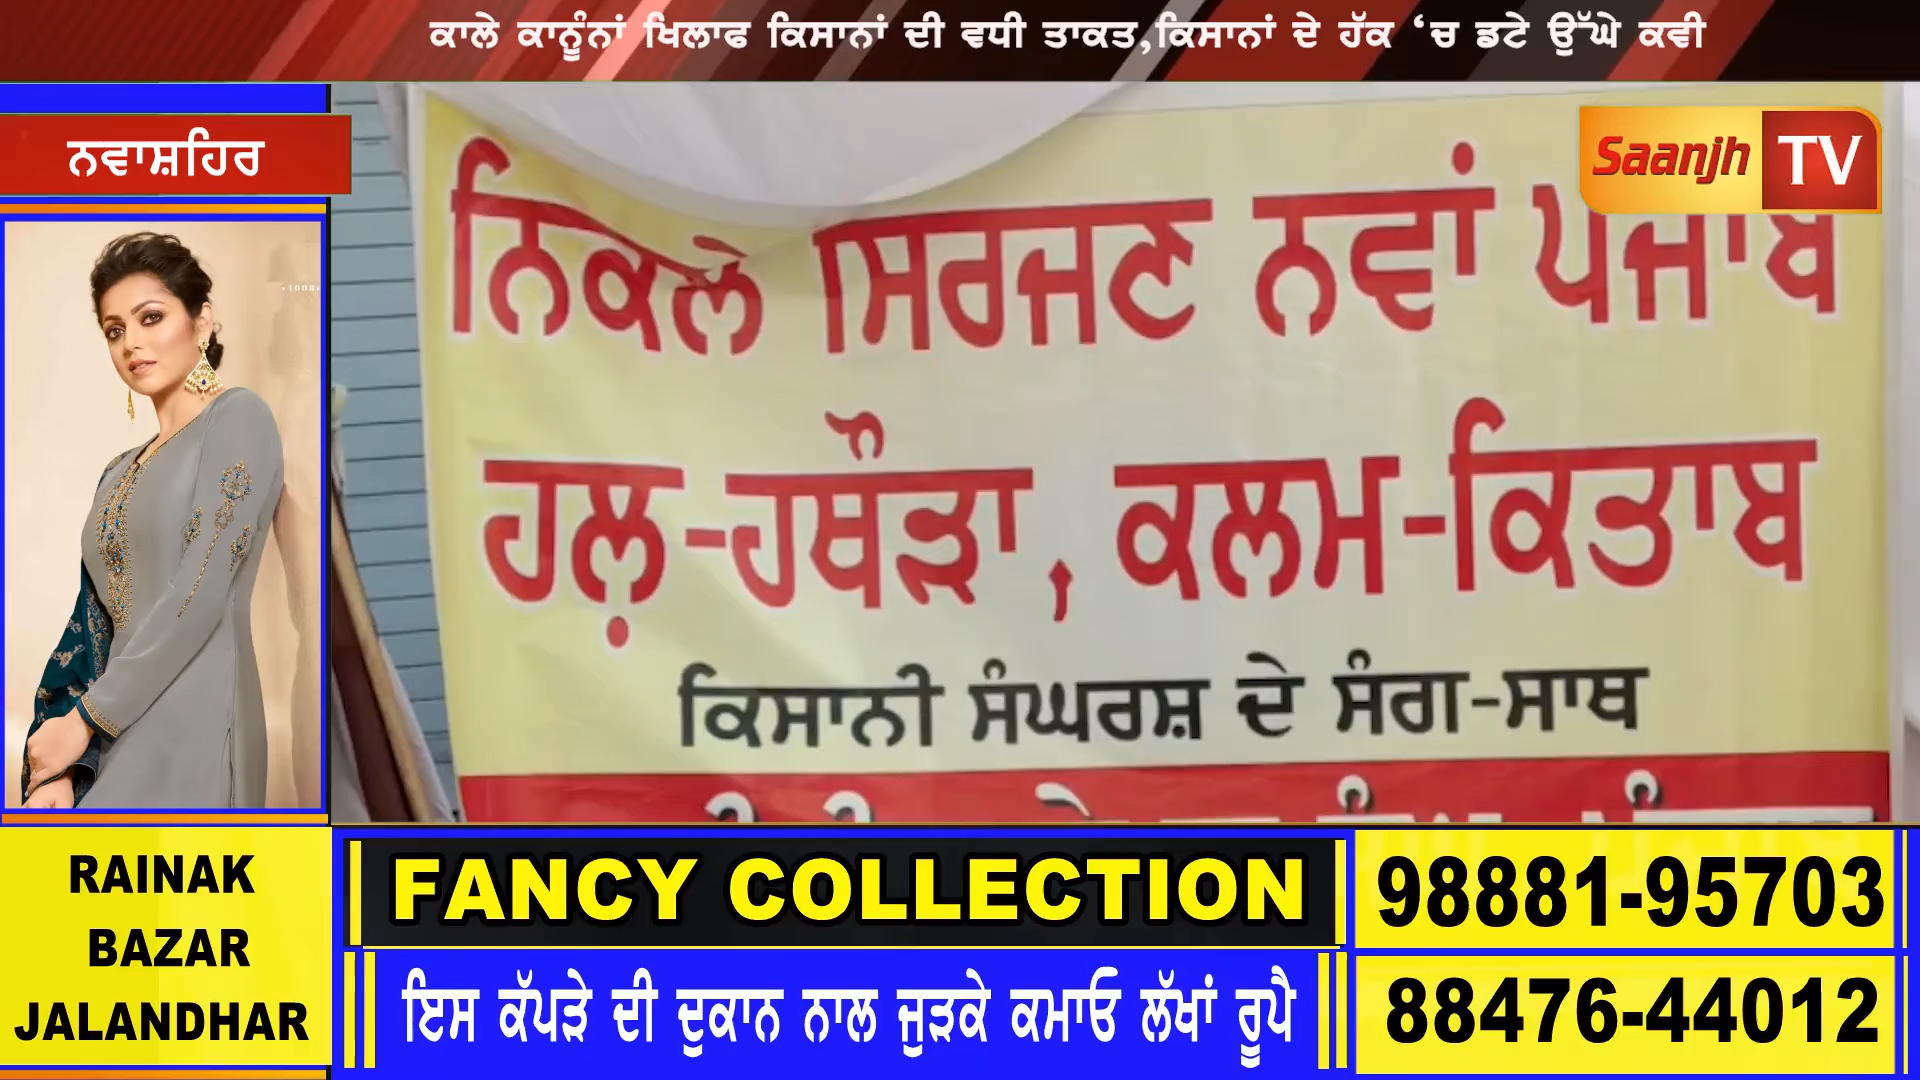 ਕਾਲੇ ਕਾਨੂੰਨਾਂ ਖਿਲਾਫ ਕਿਸਾਨਾਂ ਦੀ ਵਧੀ ਤਾਕਤ,ਕਿਸਾਨਾਂ ਦੇ ਹੱਕ ‘ਚ ਡਟੇ ਉੱਘੇ ਕਵੀ
ਨਵਾਸ਼ਹਿਰ
Saanjh TV
ਨਿਕਲੇ ਸਿਰਜਣ ਨਵਾਂ ਪੰਜਾਬ
ਹਲ਼-ਹਥੌੜਾ, ਕਲਮ-ਕਿਤਾਬ
ਕਿਸਾਨੀ ਸੰਘਰਸ਼ ਦੇ ਸੰਗ-ਸਾਥ
RAINAK
BAZAR
JALANDHAR
FANCY COLLECTION
ਇਸ ਕੱਪੜੇ ਦੀ ਦੁਕਾਨ ਨਾਲ ਜੁੜਕੇ ਕਮਾਓ ਲੱਖਾਂ ਰੂਪੈ
98881-95703
88476-44012